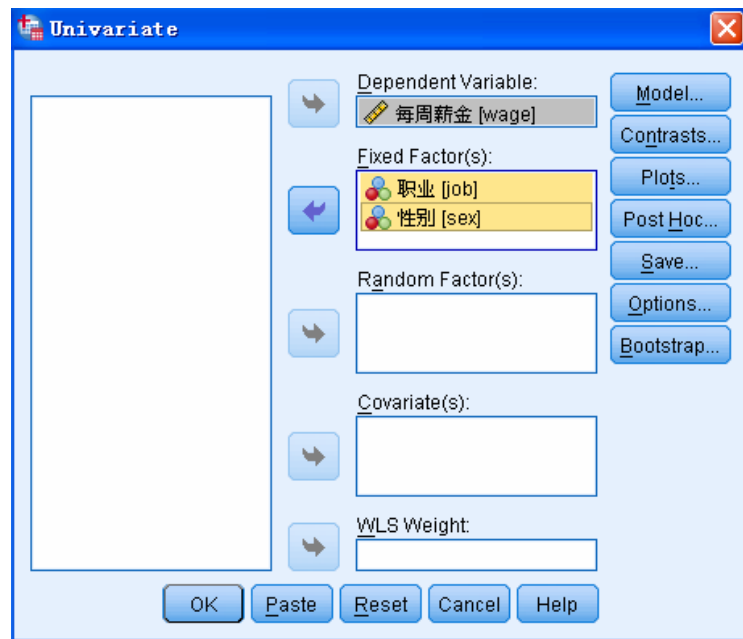 Univariate
Dependent Variable:
每周薪金 [wage]
Fixed Factor(s):
职业 [job]
性别 [sex]
Random Factor(s):
Covariate(s):
WLS Weight:
Model...
Contrasts...
Plots...
Post Hoc...
Save...
Options...
Bootstrap...
OK
Paste
Reset
Cancel
Help